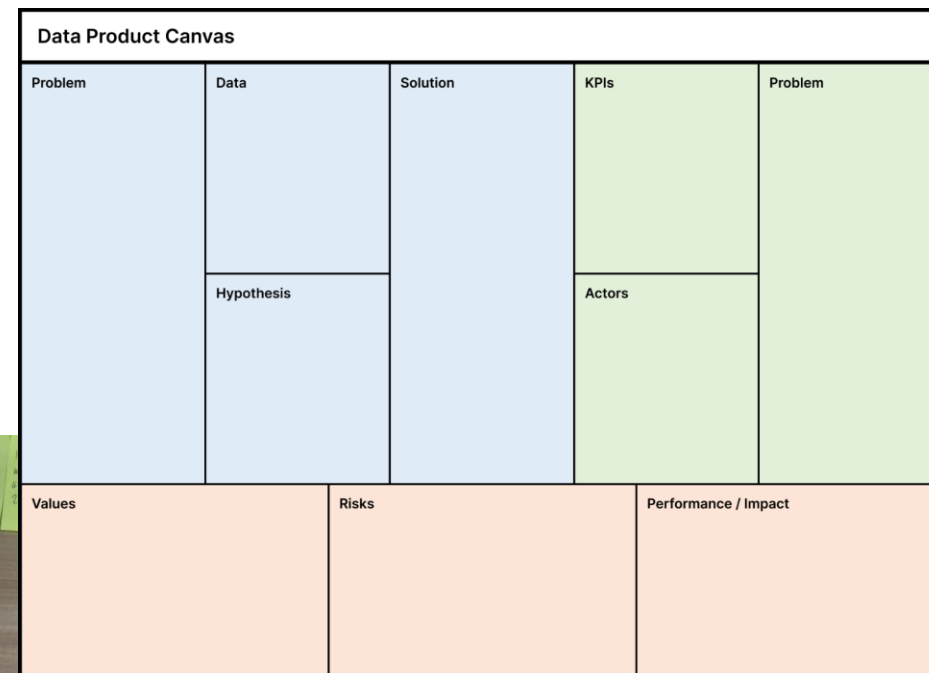 Data Product Canvas
Problem
Data
Solution
KPIs
Problem
Hypothesis
Actors
Values
Risks
Performance / Impact